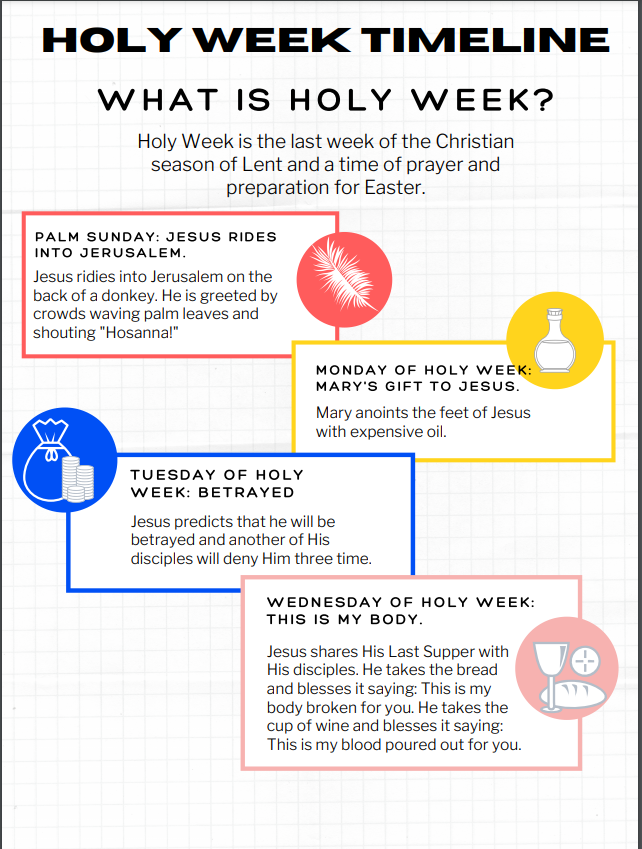 HOLY WEEK TIMELINE
WHAT IS HOLY WEEK?
Holy Week is the last week of the Christian
season of Lent and a time of prayer and
preparation for Easter.
PALM SUNDAY: JESUS RIDES
INTO JERUSALEM.
Jesus ridies into Jerusalem on the
back of a donkey. He is greeted by
crowds waving palm leaves and
shouting "Hosanna!"
MONDAY OF HOLY WEEK:
MARY'S GIFT TO JESUS.
Mary anoints the feet of Jesus
with expensive oil.
TUESDAY OF HOLY
WEEK: BETRAYED
Jesus predicts that he will be
betrayed and another of His
disciples will deny Him three time.
WEDNESDAY OF HOLY WEEK:
THIS IS MY BODY.
Jesus shares His Last Supper with
His disciples. He takes the bread
and blesses it saying: This is my
body broken for you. He takes the
cup of wine and blesses it saying:
This is my blood poured out for you.